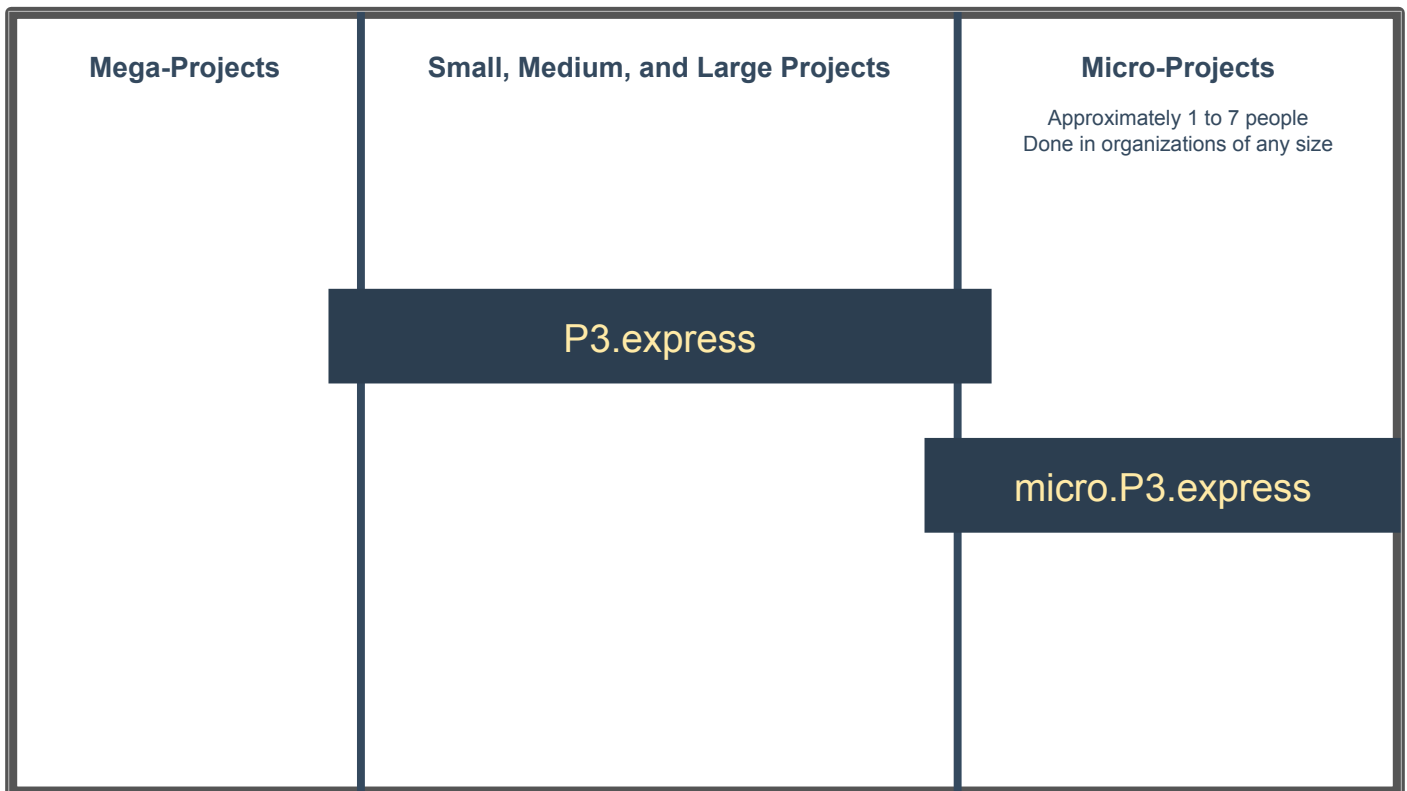 Mega-Projects
Small, Medium, and Large Projects
Micro-Projects
Approximately 1 to 7 people
Done in organizations of any size
P3.express
micro.P3.express